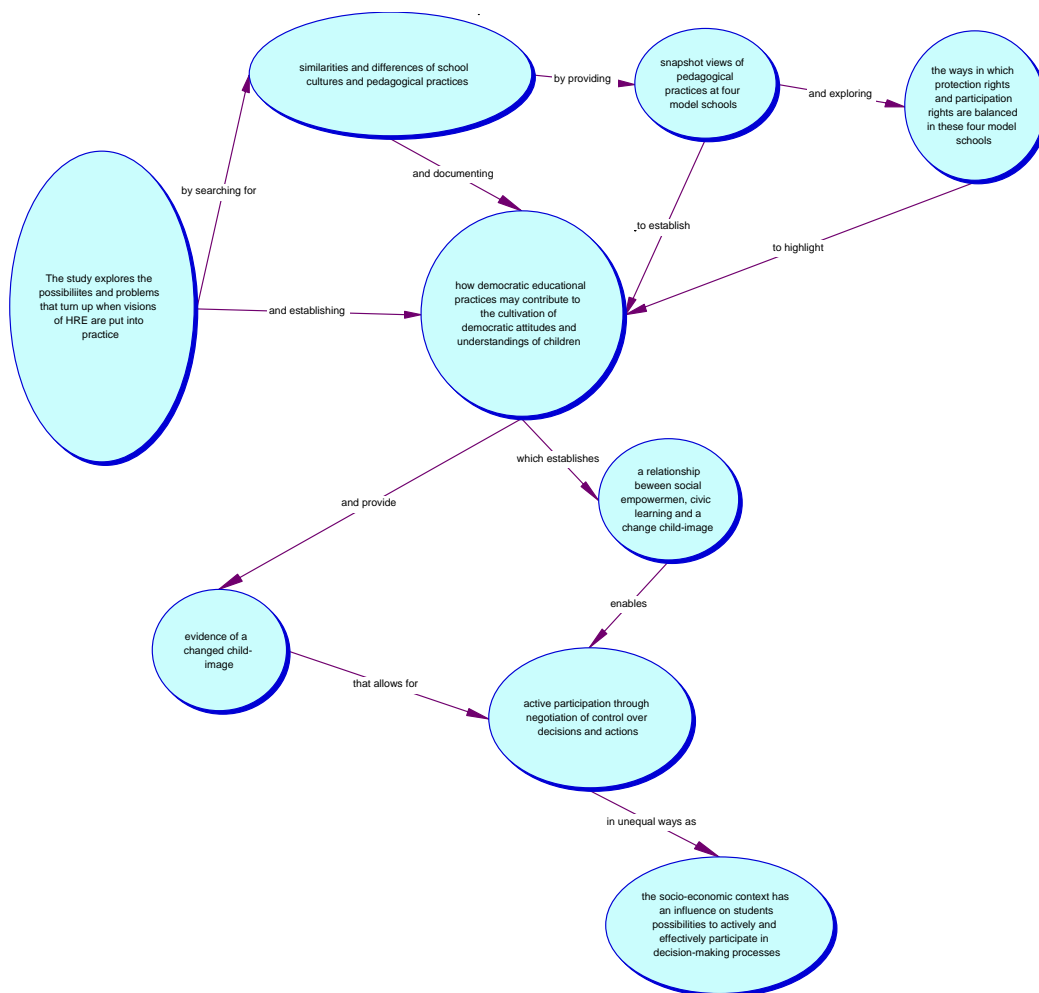 similarities and differences of school
cultures and pedagogical practices
by providing
snapshot views of
pedagogical
practices at four
model schools
and exploring
the ways in which
protection rights
and participation
rights are balanced
in these four model
schools
by searching for
and documenting
to establish
to highlight
The study explores the
possibiliites and problems
that turn up when visions
of HRE are put into
practice
and establishing
how democratic educational
practices may contribute to
the cultivation of
democratic attitudes and
understandings of children
which establishes
and provide
a relationship
beween social
empowermen, civic
learning and a
change child-image
enables
evidence of a
changed child-
image
that allows for
active participation through
negotiation of control over
decisions and actions
in unequal ways as
the socio-economic context has
an influence on students
possibilities to actively and
effectively participate in
decision-making processes